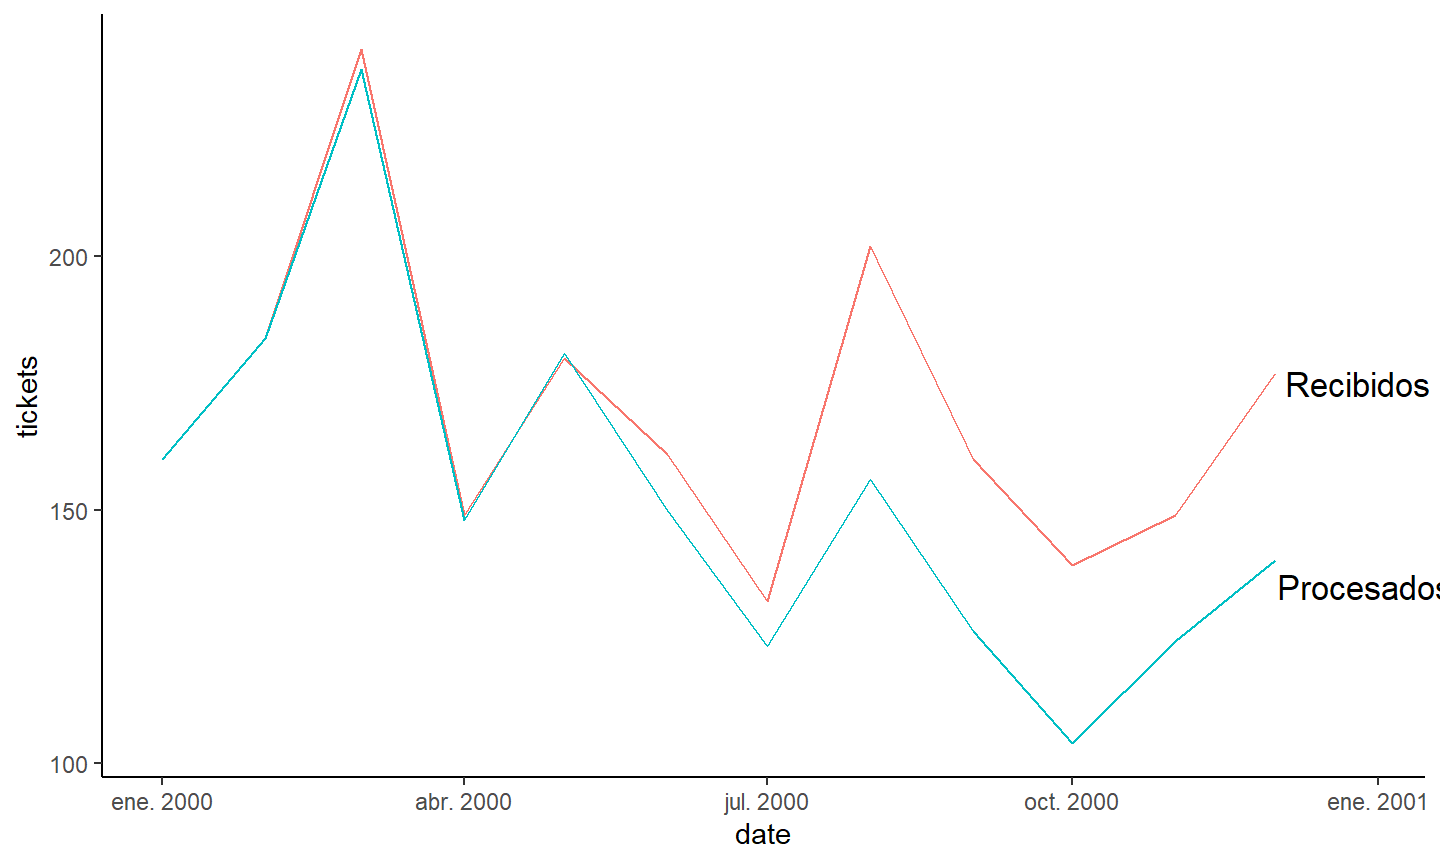 200
150
100
tickets
Recibidos
Procesados
ene. 2000
abr. 2000
jul. 2000
oct. 2000
ene. 2001
date